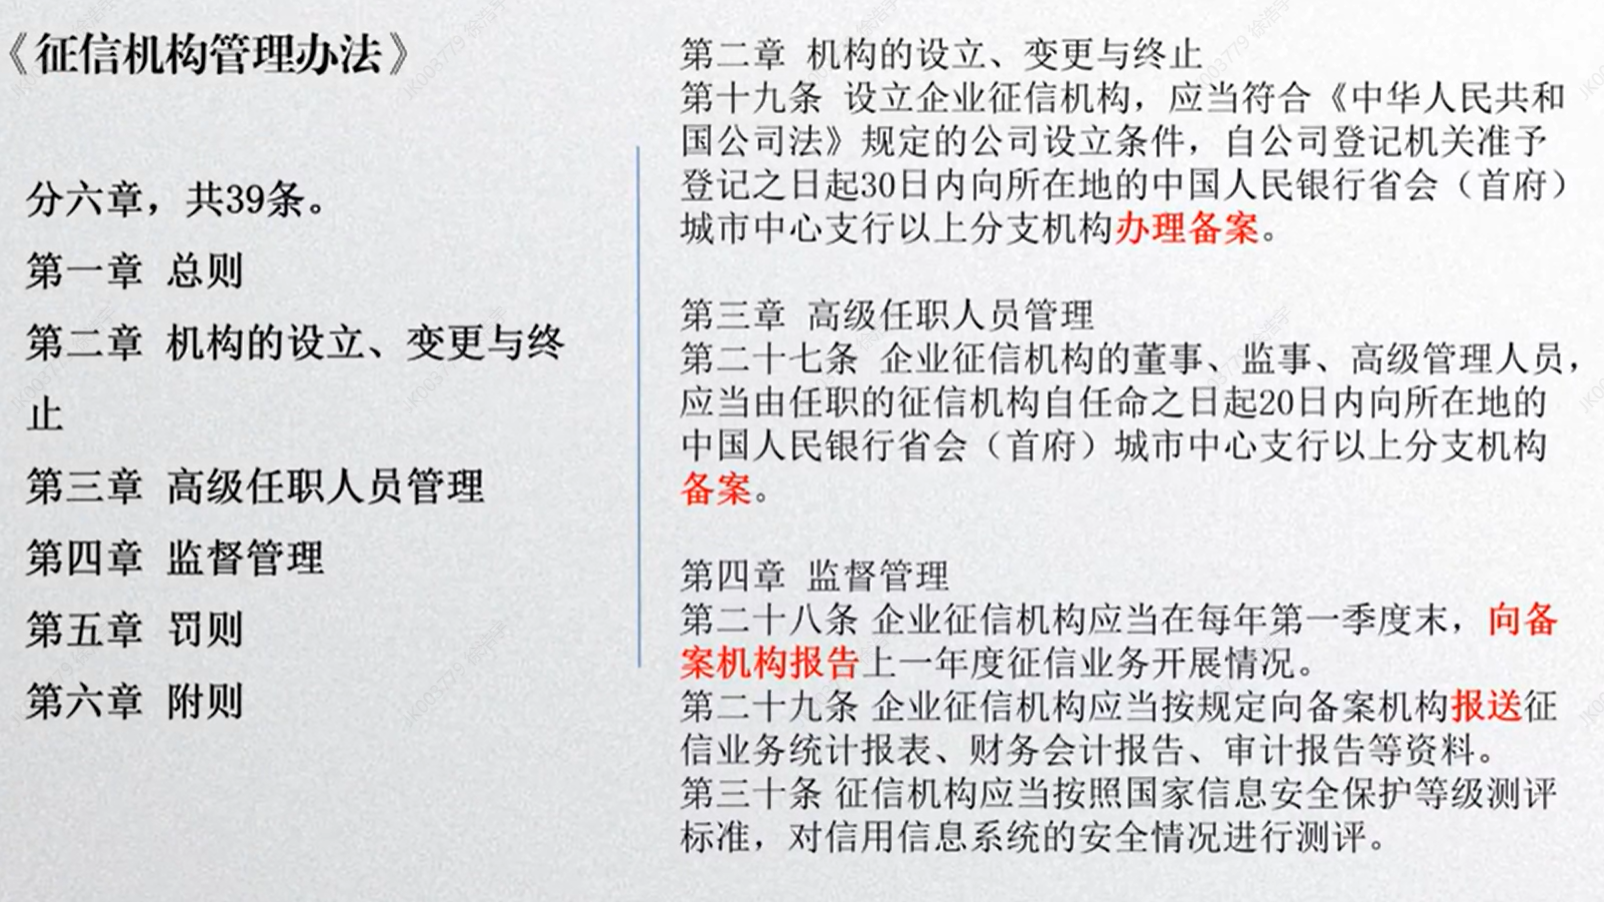 《征信机构管理办法》
分六章，共39条。
第一章 总则
第二章 机构的设立、变更与终
止
第三章 高级任职人员管理
第四章 监督管理
第五章 罚则
第六章 附则
第二章 机构的设立、变更与终止
第十九条 设立企业征信机构，应当符合《中华人民共和
国公司法》规定的公司设立条件，自公司登记机关准予
登记之日起30日内向所在地的中国人民银行省会（首府）
城市中心支行以上分支机构办理备案。
第三章 高级任职人员管理
第二十七条 企业征信机构的董事、监事、高级管理人员，
应当由任职的征信机构自任命之日起20日内向所在地的
中国人民银行省会（首府）城市中心支行以上分支机构
备案。
第四章 监督管理
第二十八条 企业征信机构应当在每年第一季度末，向备
案机构报告上一年度征信业务开展情况。
第二十九条 企业征信机构应当按规定向备案机构报送征
信业务统计报表、财务会计报告、审计报告等资料。
第三十条 征信机构应当按照国家信息安全保护等级测评
标准，对信用信息系统的安全情况进行测评。